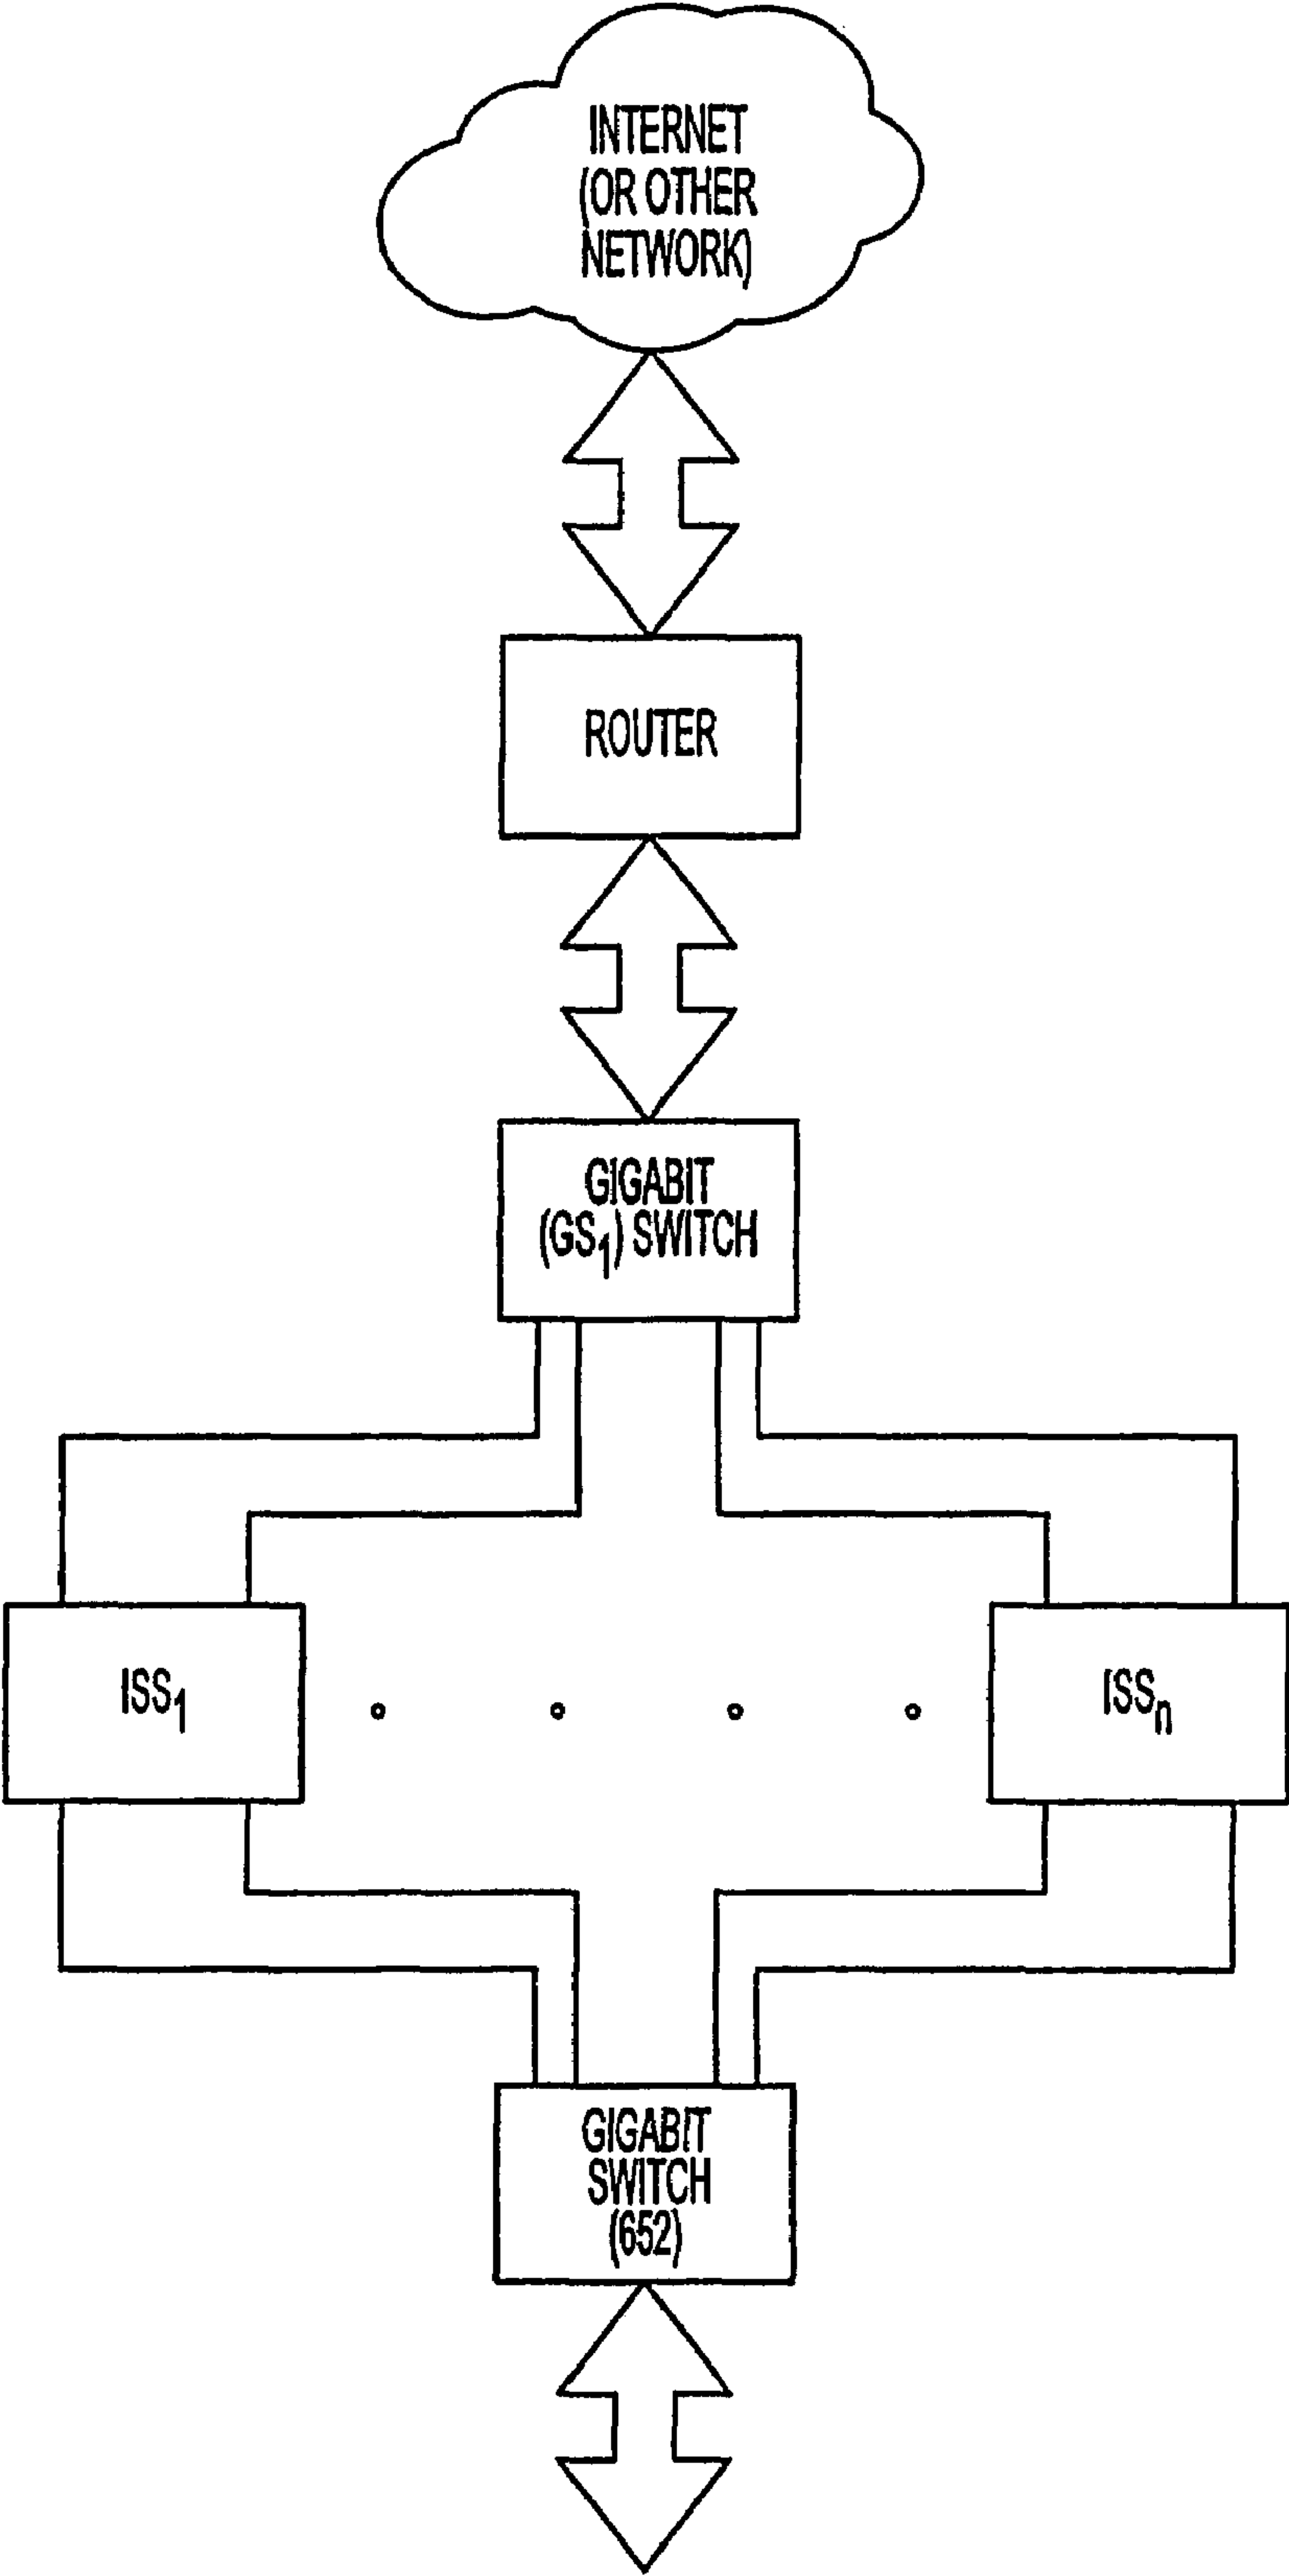 INTERNET
(OR OTHER
NETWORK)
ROUTER
GIGABIT
(GS₁) SWITCH
ISS₁
ISSₙ
GIGABIT
SWITCH
(652)